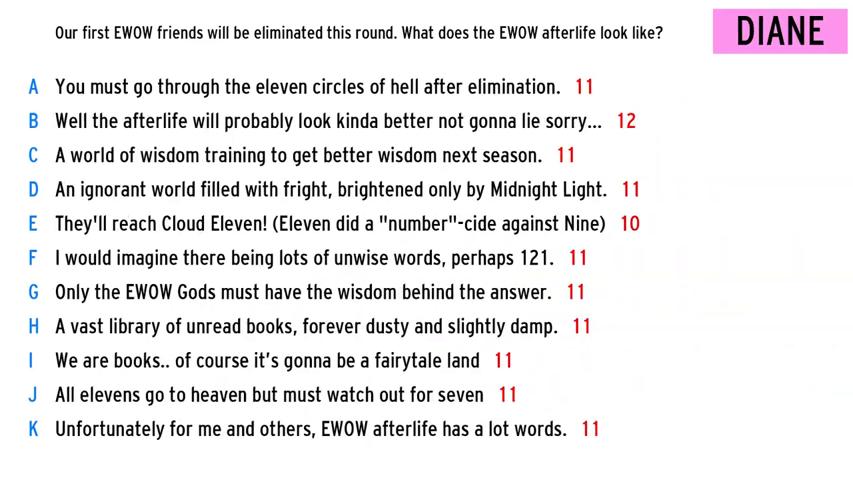 Our first EWOW friends will be eliminated this round. What does the EWOW afterlife look like?
DIANE
A You must go through the eleven circles of hell after elimination. 11
B Well the afterlife will probably look kinda better not gonna lie sorry... 12
C A world of wisdom training to get better wisdom next season. 11
D An ignorant world filled with fright, brightened only by Midnight Light. 11
E They'll reach Cloud Eleven! (Eleven did a "number"-cide against Nine) 10
F I would imagine there being lots of unwise words, perhaps 121. 11
G Only the EWOW Gods must have the wisdom behind the answer. 11
H A vast library of unread books, forever dusty and slightly damp. 11
I We are books.. of course it’s gonna be a fairytale land 11
J All elevens go to heaven but must watch out for seven 11
K Unfortunately for me and others, EWOW afterlife has a lot words. 11